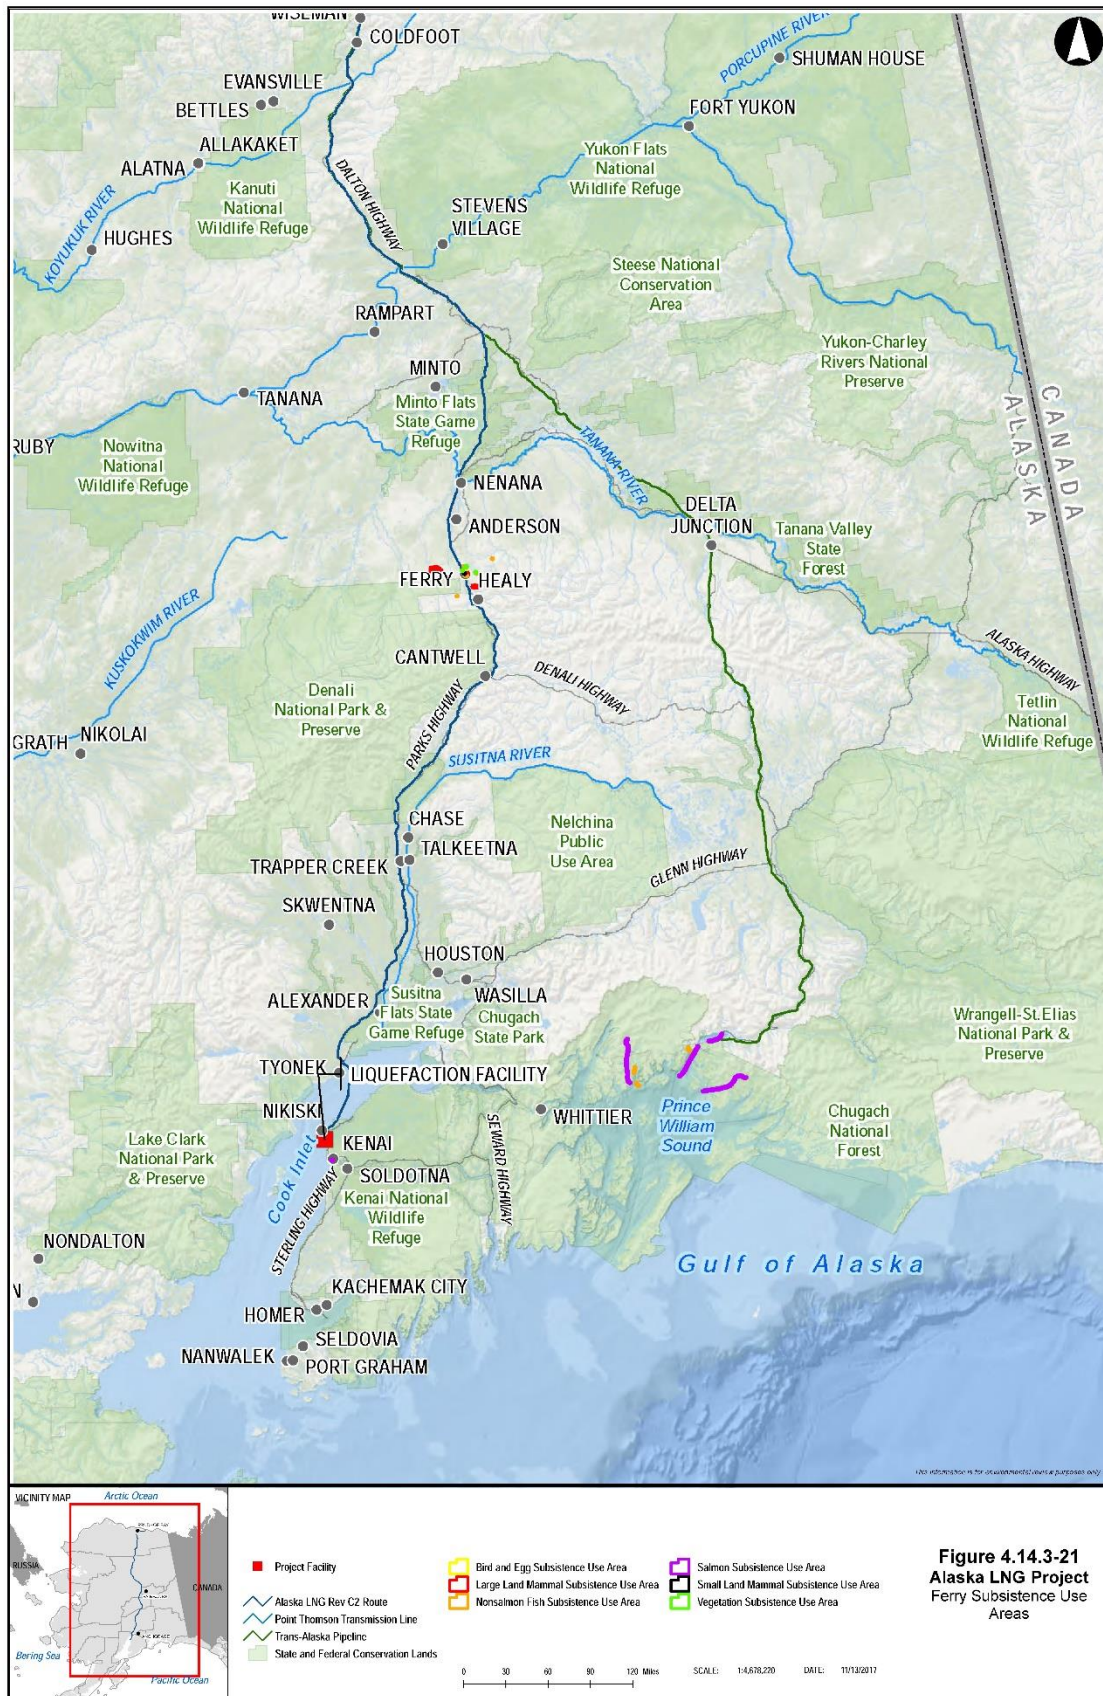 WISEMAN
COLDFOOT
PORCUPINE RIVER
SHUMAN HOUSE
EVANSVILLE
BETTLES
FORT YUKON
ALLAKAKET
ALATNA
DALTON HIGHWAY
Yukon Flats
National
Wildlife Refuge
Kanuti
National
Wildlife Refuge
KOYUKUK RIVER
STEVENS
VILLAGE
HUGHES
Steese National
Conservation
Area
RAMPART
Yukon-Charley
Rivers National
Preserve
MINTO
Minto Flats
State Game
Refuge
TANANA
CANADA
ALASKA
RUBY
Nowitna
National
Wildlife Refuge
TANANA RIVER
NENANA
DELTA
JUNCTION
ANDERSON
Tanana Valley
State
Forest
FERRY
HEALY
KUSKOKWIM RIVER
ALASKA HIGHWAY
CANTWELL
DENALI HIGHWAY
Denali
National Park &
Preserve
Tetlin
National
Wildlife Refuge
PARKS HIGHWAY
GRATH
NIKOLAI
SUSITNA RIVER
CHASE
TALKEETNA
Nelchina
Public
Use Area
TRAPPER CREEK
GLENN HIGHWAY
SKWENTNA
HOUSTON
WASILLA
ALEXANDER
Susitna
Flats State
Game Refuge
Chugach
State Park
Wrangell-St.Elias
National Park &
Preserve
TYONEK
LIQUEFACTION FACILITY
NIKISKI
WHITTIER
Prince
William
Sound
Chugach
National
Forest
SEWARD HIGHWAY
Lake Clark
National Park
& Preserve
Cook Inlet
KENAI
SOLDOTNA
STERLING HIGHWAY
Kenai National
Wildlife
Refuge
NONDALTON
Gulf of Alaska
N
KACHEMAK CITY
HOMER
SELDOVIA
NANWALEK
PORT GRAHAM
This information is for environmental review purposes only
VICINITY MAP
Arctic Ocean
RUSSIA
CANADA
Bering Sea
Pacific Ocean
Project Facility
Alaska LNG Rev C2 Route
Point Thomson Transmission Line
Trans-Alaska Pipeline
State and Federal Conservation Lands
Bird and Egg Subsistence Use Area
Large Land Mammal Subsistence Use Area
Nonsalmon Fish Subsistence Use Area
Salmon Subsistence Use Area
Small Land Mammal Subsistence Use Area
Vegetation Subsistence Use Area
0 30 60 90 120 Miles
SCALE: 1:4,678,220
DATE: 11/13/2017
Figure 4.14.3-21
Alaska LNG Project
Ferry Subsistence Use
Areas